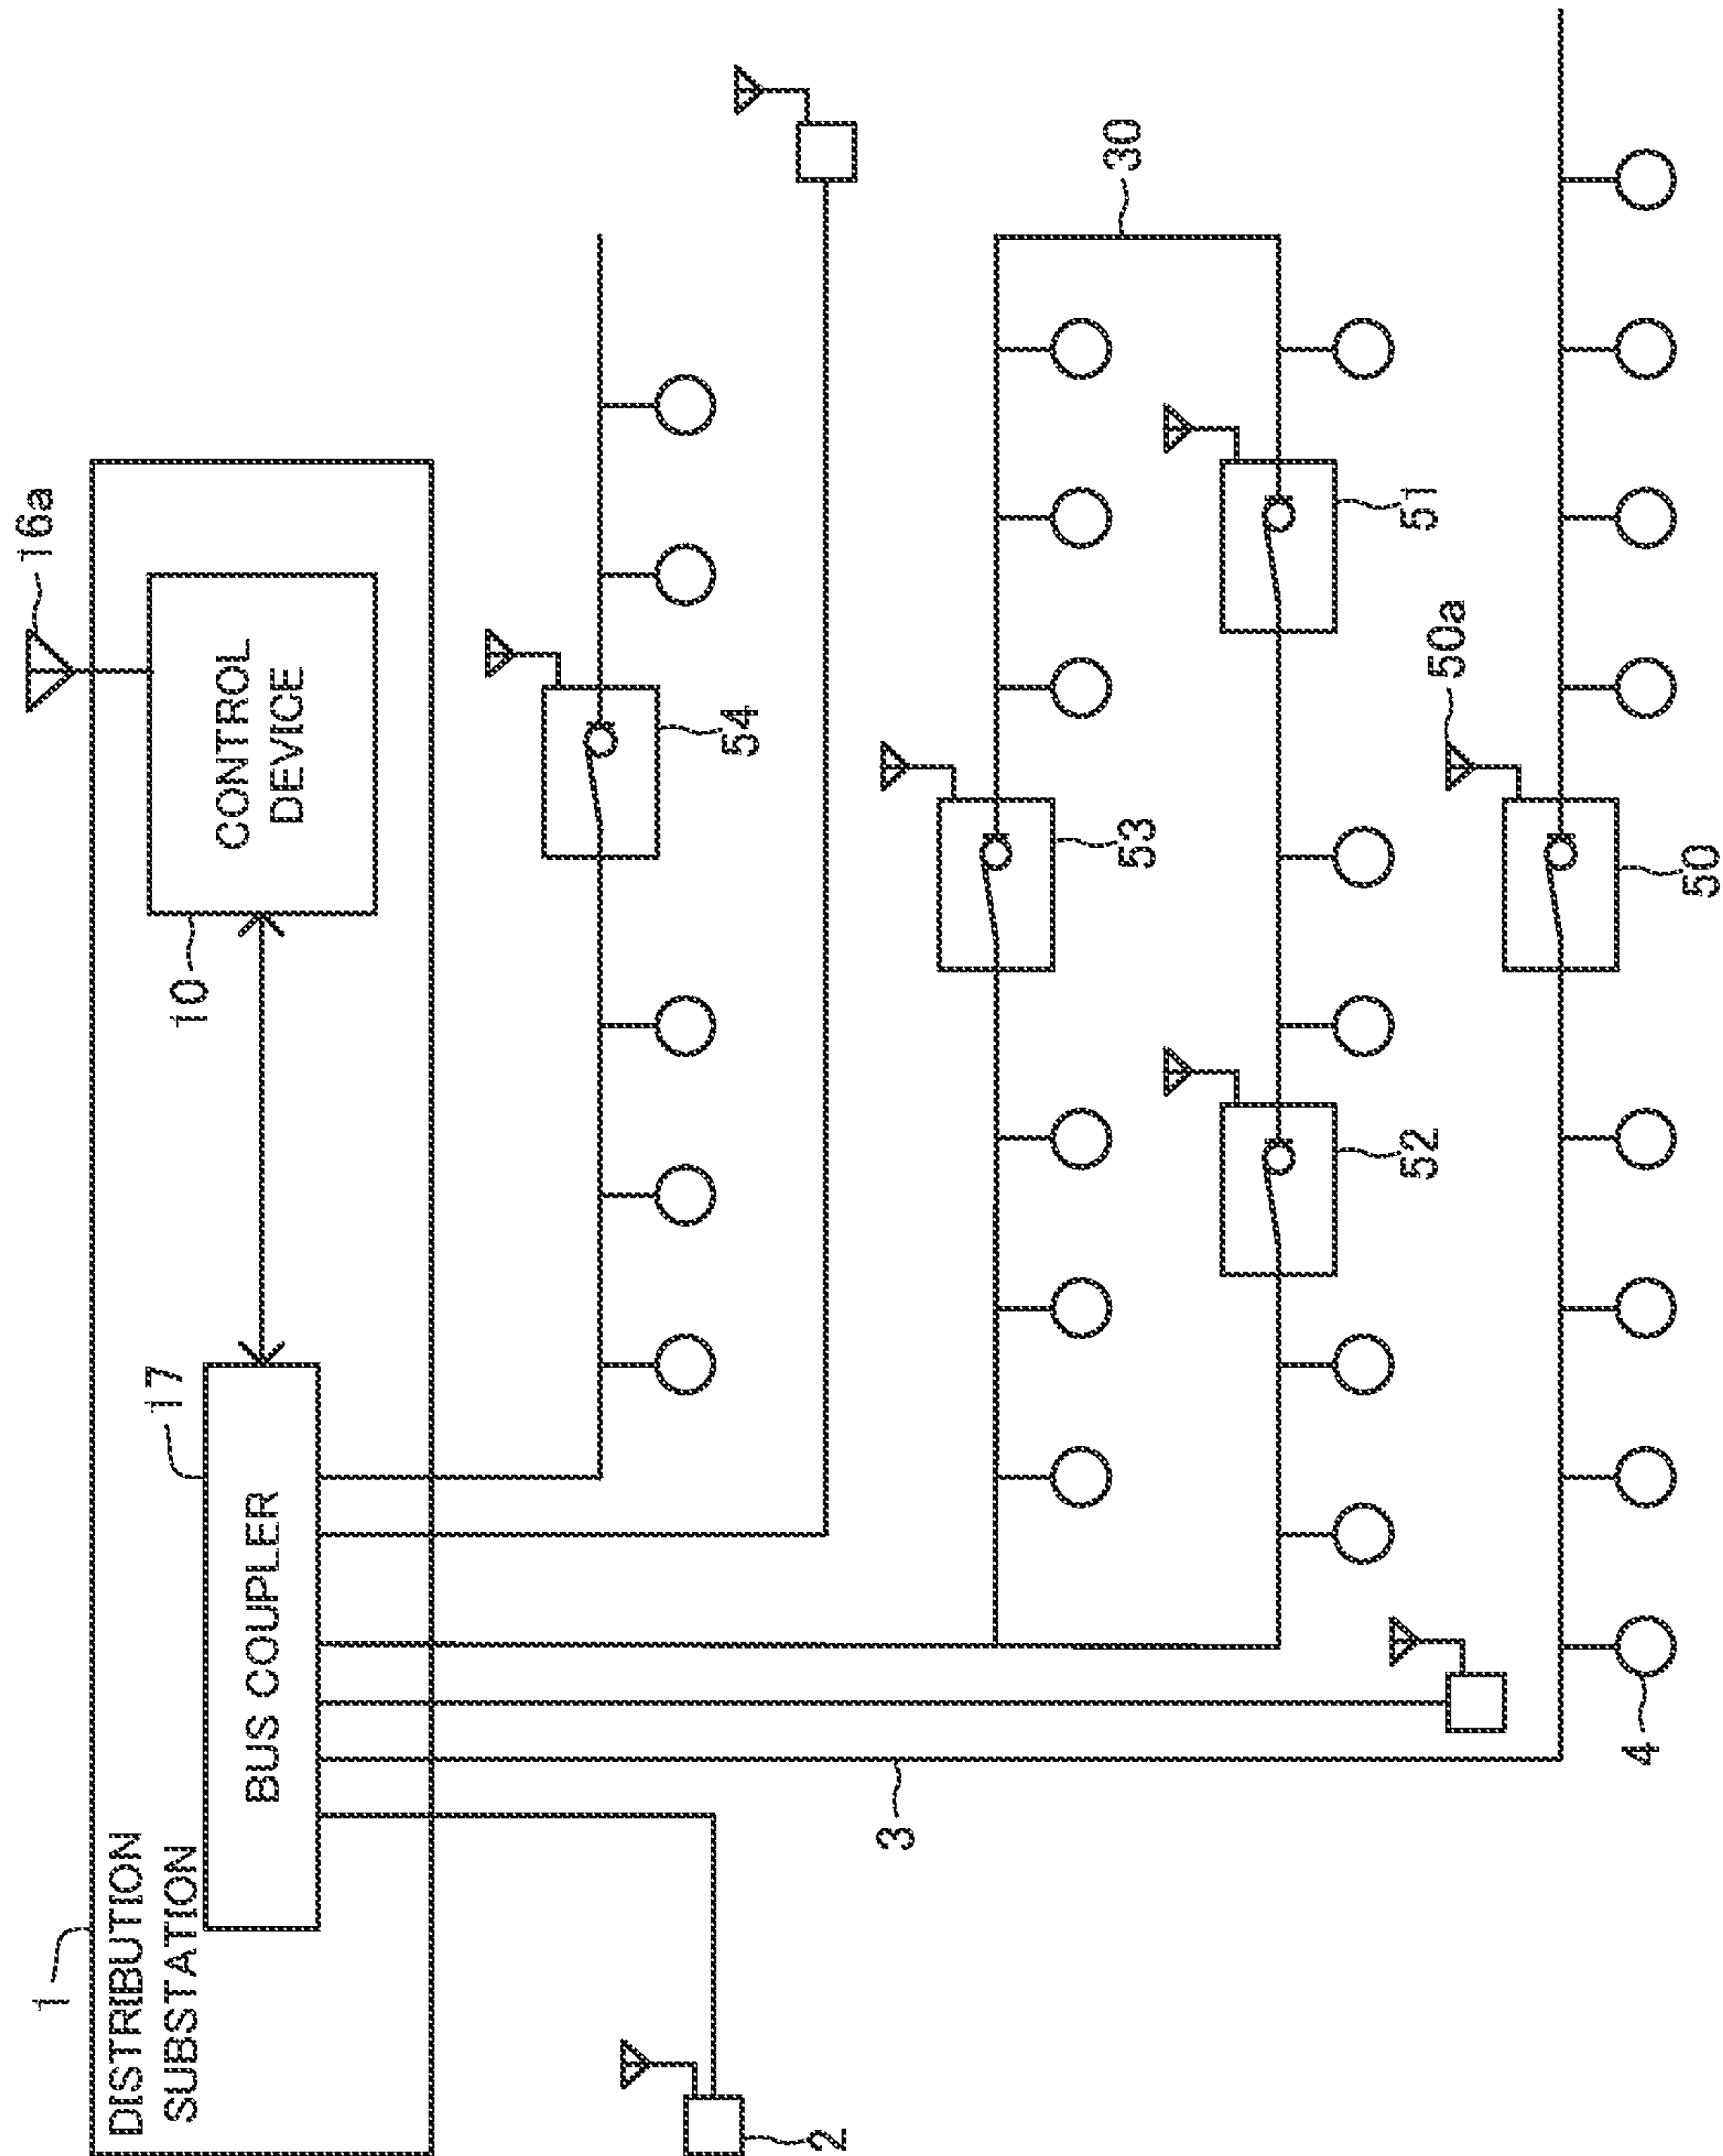 1
DISTRIBUTION
SUBSTATION
17
BUS COUPLER
10
CONTROL
DEVICE
16a
54
2
3
53
30
52
51
50a
50
4